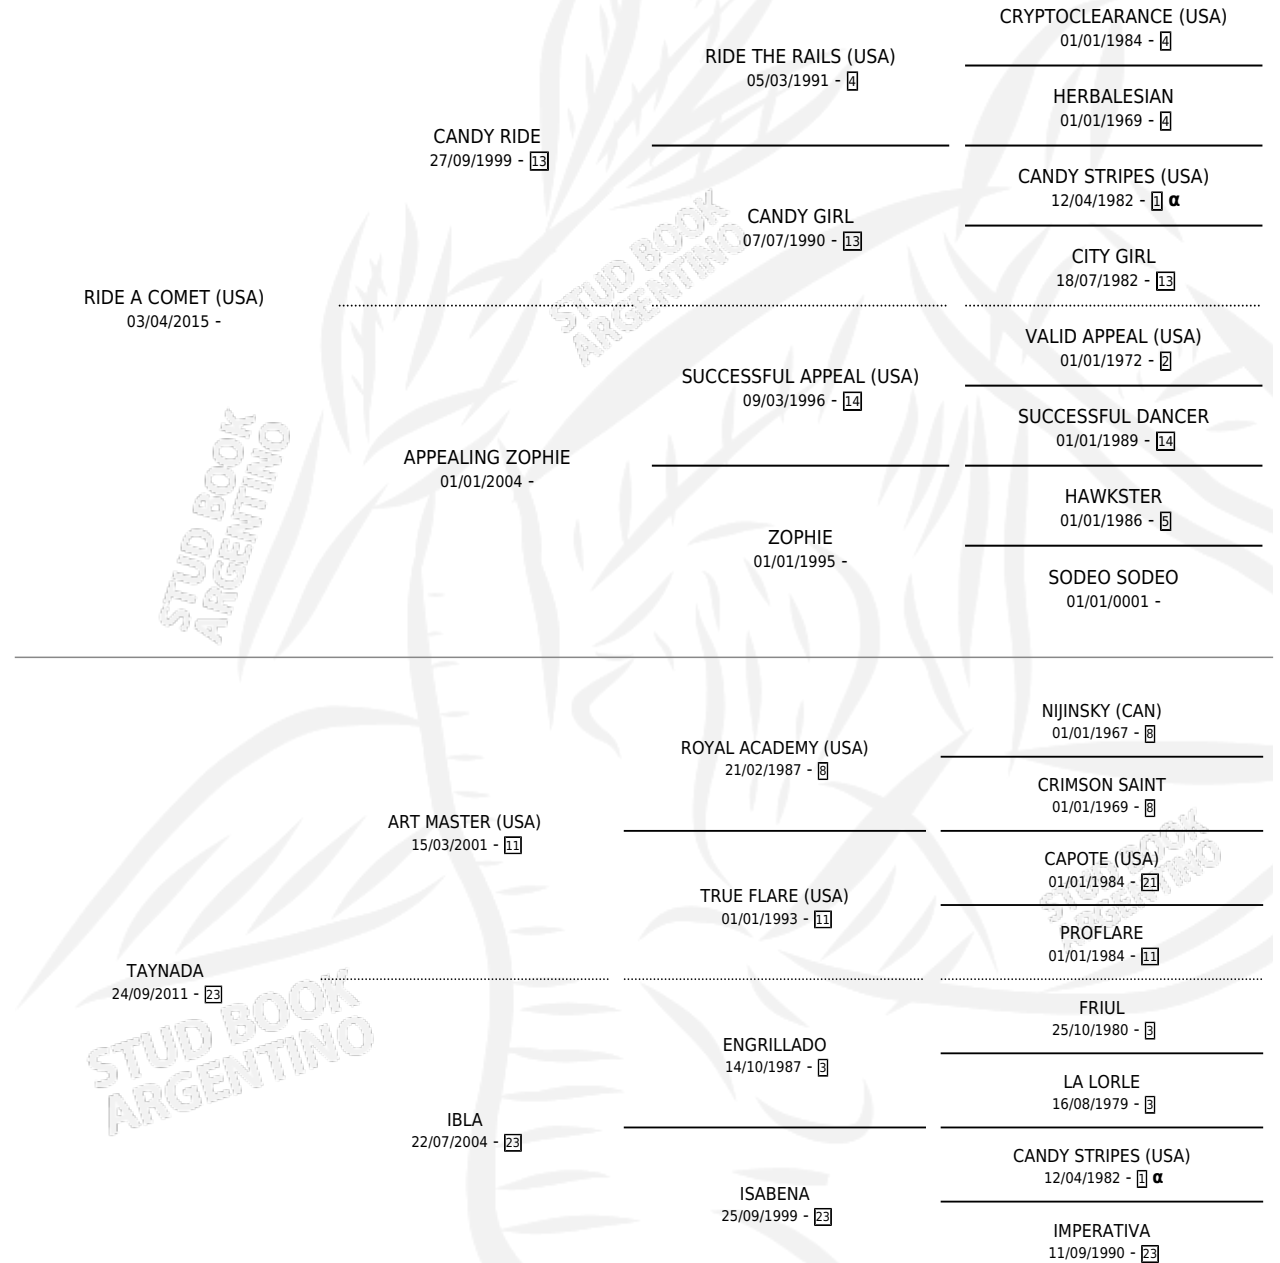 CRYPTOCLEARANCE (USA)
01/01/1984 - 4
RIDE THE RAILS (USA)
05/03/1991 - 4
HERBALESIAN
01/01/1969 - 4
CANDY RIDE
27/09/1999 - 13
CANDY STRIPES (USA)
12/04/1982 - 1 α
CANDY GIRL
07/07/1990 - 13
CITY GIRL
18/07/1982 - 13
RIDE A COMET (USA)
03/04/2015 -
VALID APPEAL (USA)
01/01/1972 - 2
SUCCESSFUL APPEAL (USA)
09/03/1996 - 14
SUCCESSFUL DANCER
01/01/1989 - 14
APPEALING ZOPHIE
01/01/2004 -
HAWKSTER
01/01/1986 - 5
ZOPHIE
01/01/1995 -
SODEO SODEO
01/01/0001 -
STUD BOOK
ARGENTINO
STUD BOOK
ARGENTINO
NIJINSKY (CAN)
01/01/1967 - 8
ROYAL ACADEMY (USA)
21/02/1987 - 8
CRIMSON SAINT
01/01/1969 - 8
ART MASTER (USA)
15/03/2001 - 11
CAPOTE (USA)
01/01/1984 - 21
TRUE FLARE (USA)
01/01/1993 - 11
PROFLARE
01/01/1984 - 11
TAYNADA
24/09/2011 - 23
FRIUL
25/10/1980 - 3
ENGRILLADO
14/10/1987 - 3
LA LORLE
16/08/1979 - 3
IBLA
22/07/2004 - 23
CANDY STRIPES (USA)
12/04/1982 - 1 α
ISABENA
25/09/1999 - 23
IMPERATIVA
11/09/1990 - 23
STUD BOOK
ARGENTINO
STUD BOOK
ARGENTINO